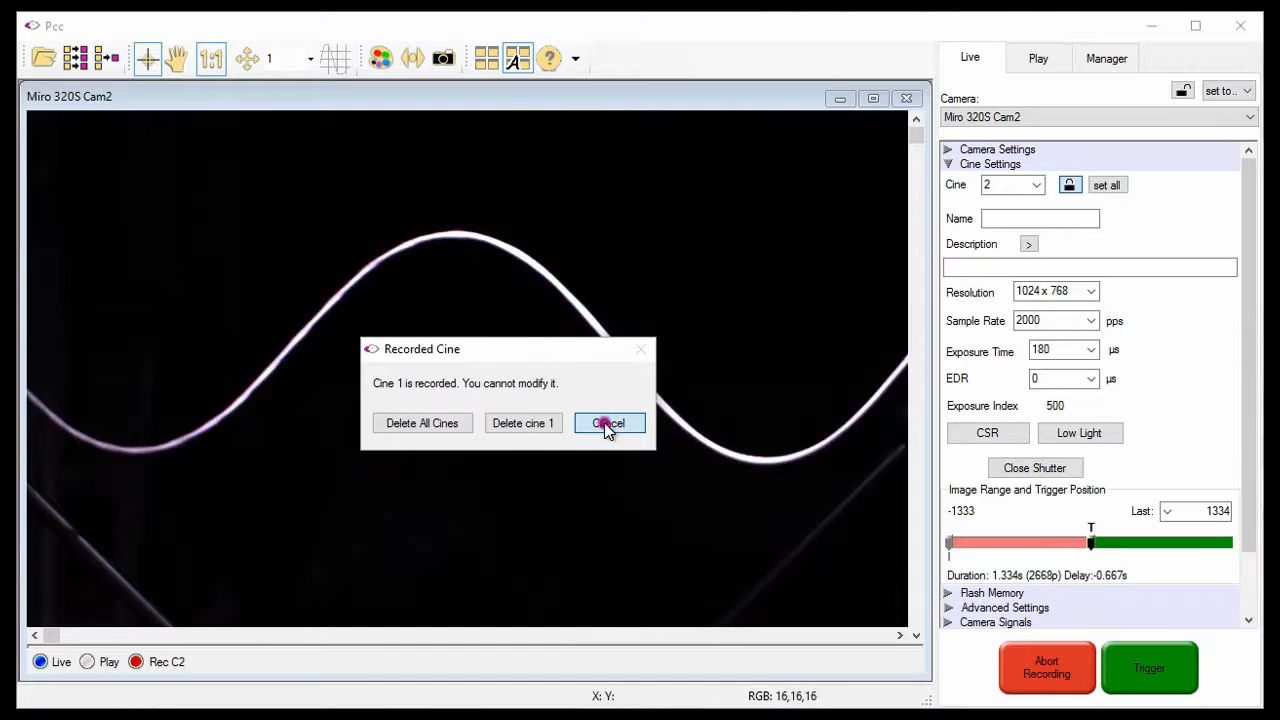 Pcc
1:1
1
A
?
Miro 320S Cam2
Recorded Cine
Cine 1 is recorded. You cannot modify it.
Delete All Cines
Delete cine 1
Cancel
Live
Play
Rec C2
X: Y:
RGB: 16,16,16
Live
Play
Manager
set to..
Camera:
Miro 320S Cam2
Camera Settings
Cine Settings
Cine
2
set all
Name
Description
>
Resolution
1024 x 768
Sample Rate
2000
pps
Exposure Time
180
µs
EDR
0
µs
Exposure Index
500
CSR
Low Light
Close Shutter
Image Range and Trigger Position
-1333
Last:
1334
T
Duration: 1.334s (2668p) Delay:-0.667s
Flash Memory
Advanced Settings
Camera Signals
Abort
Recording
Trigger